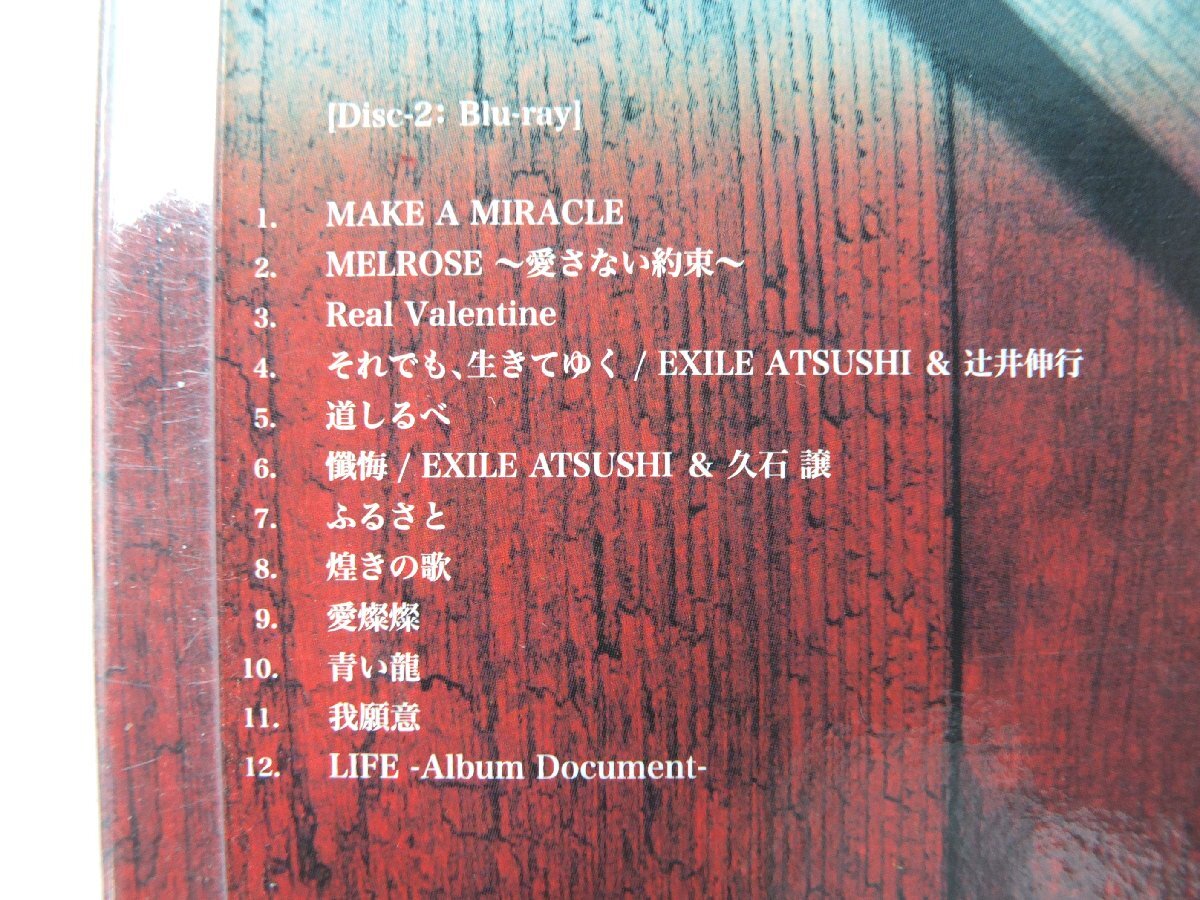 [Disc-2: Blu-ray]
1. MAKE A MIRACLE
2. MELROSE ～愛さない約束～
3. Real Valentine
4. それでも、生きてゆく / EXILE ATSUSHI & 辻井伸行
5. 道しるべ
6. 懺悔 / EXILE ATSUSHI & 久石 譲
7. ふるさと
8. 煌きの歌
9. 愛燦燦
10. 青い龍
11. 我願意
12. LIFE -Album Document-